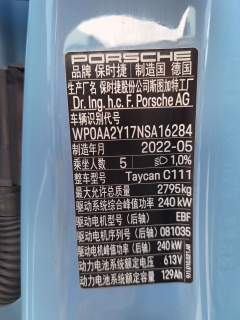 PORSCHE
品牌 保时捷 制造国 德国
生产厂名 保时捷股份公司斯图加特工厂
Dr. Ing. h.c. F. Porsche AG
车辆识别代号
WP0AA2Y17NSA16284
制造年月 2022-05
乘坐人数 5 1,0%
整车型号 Taycan C111
最大允许总质量 2795kg
驱动系统综合峰值功率 240 kW
驱动电机型号（后轴） EBF
驱动电机序列号（后轴） 081035
驱动电机峰值功率（后轴） 240 kW
动力电池系统额定电压 613V
动力电池系统额定容量 129Ah